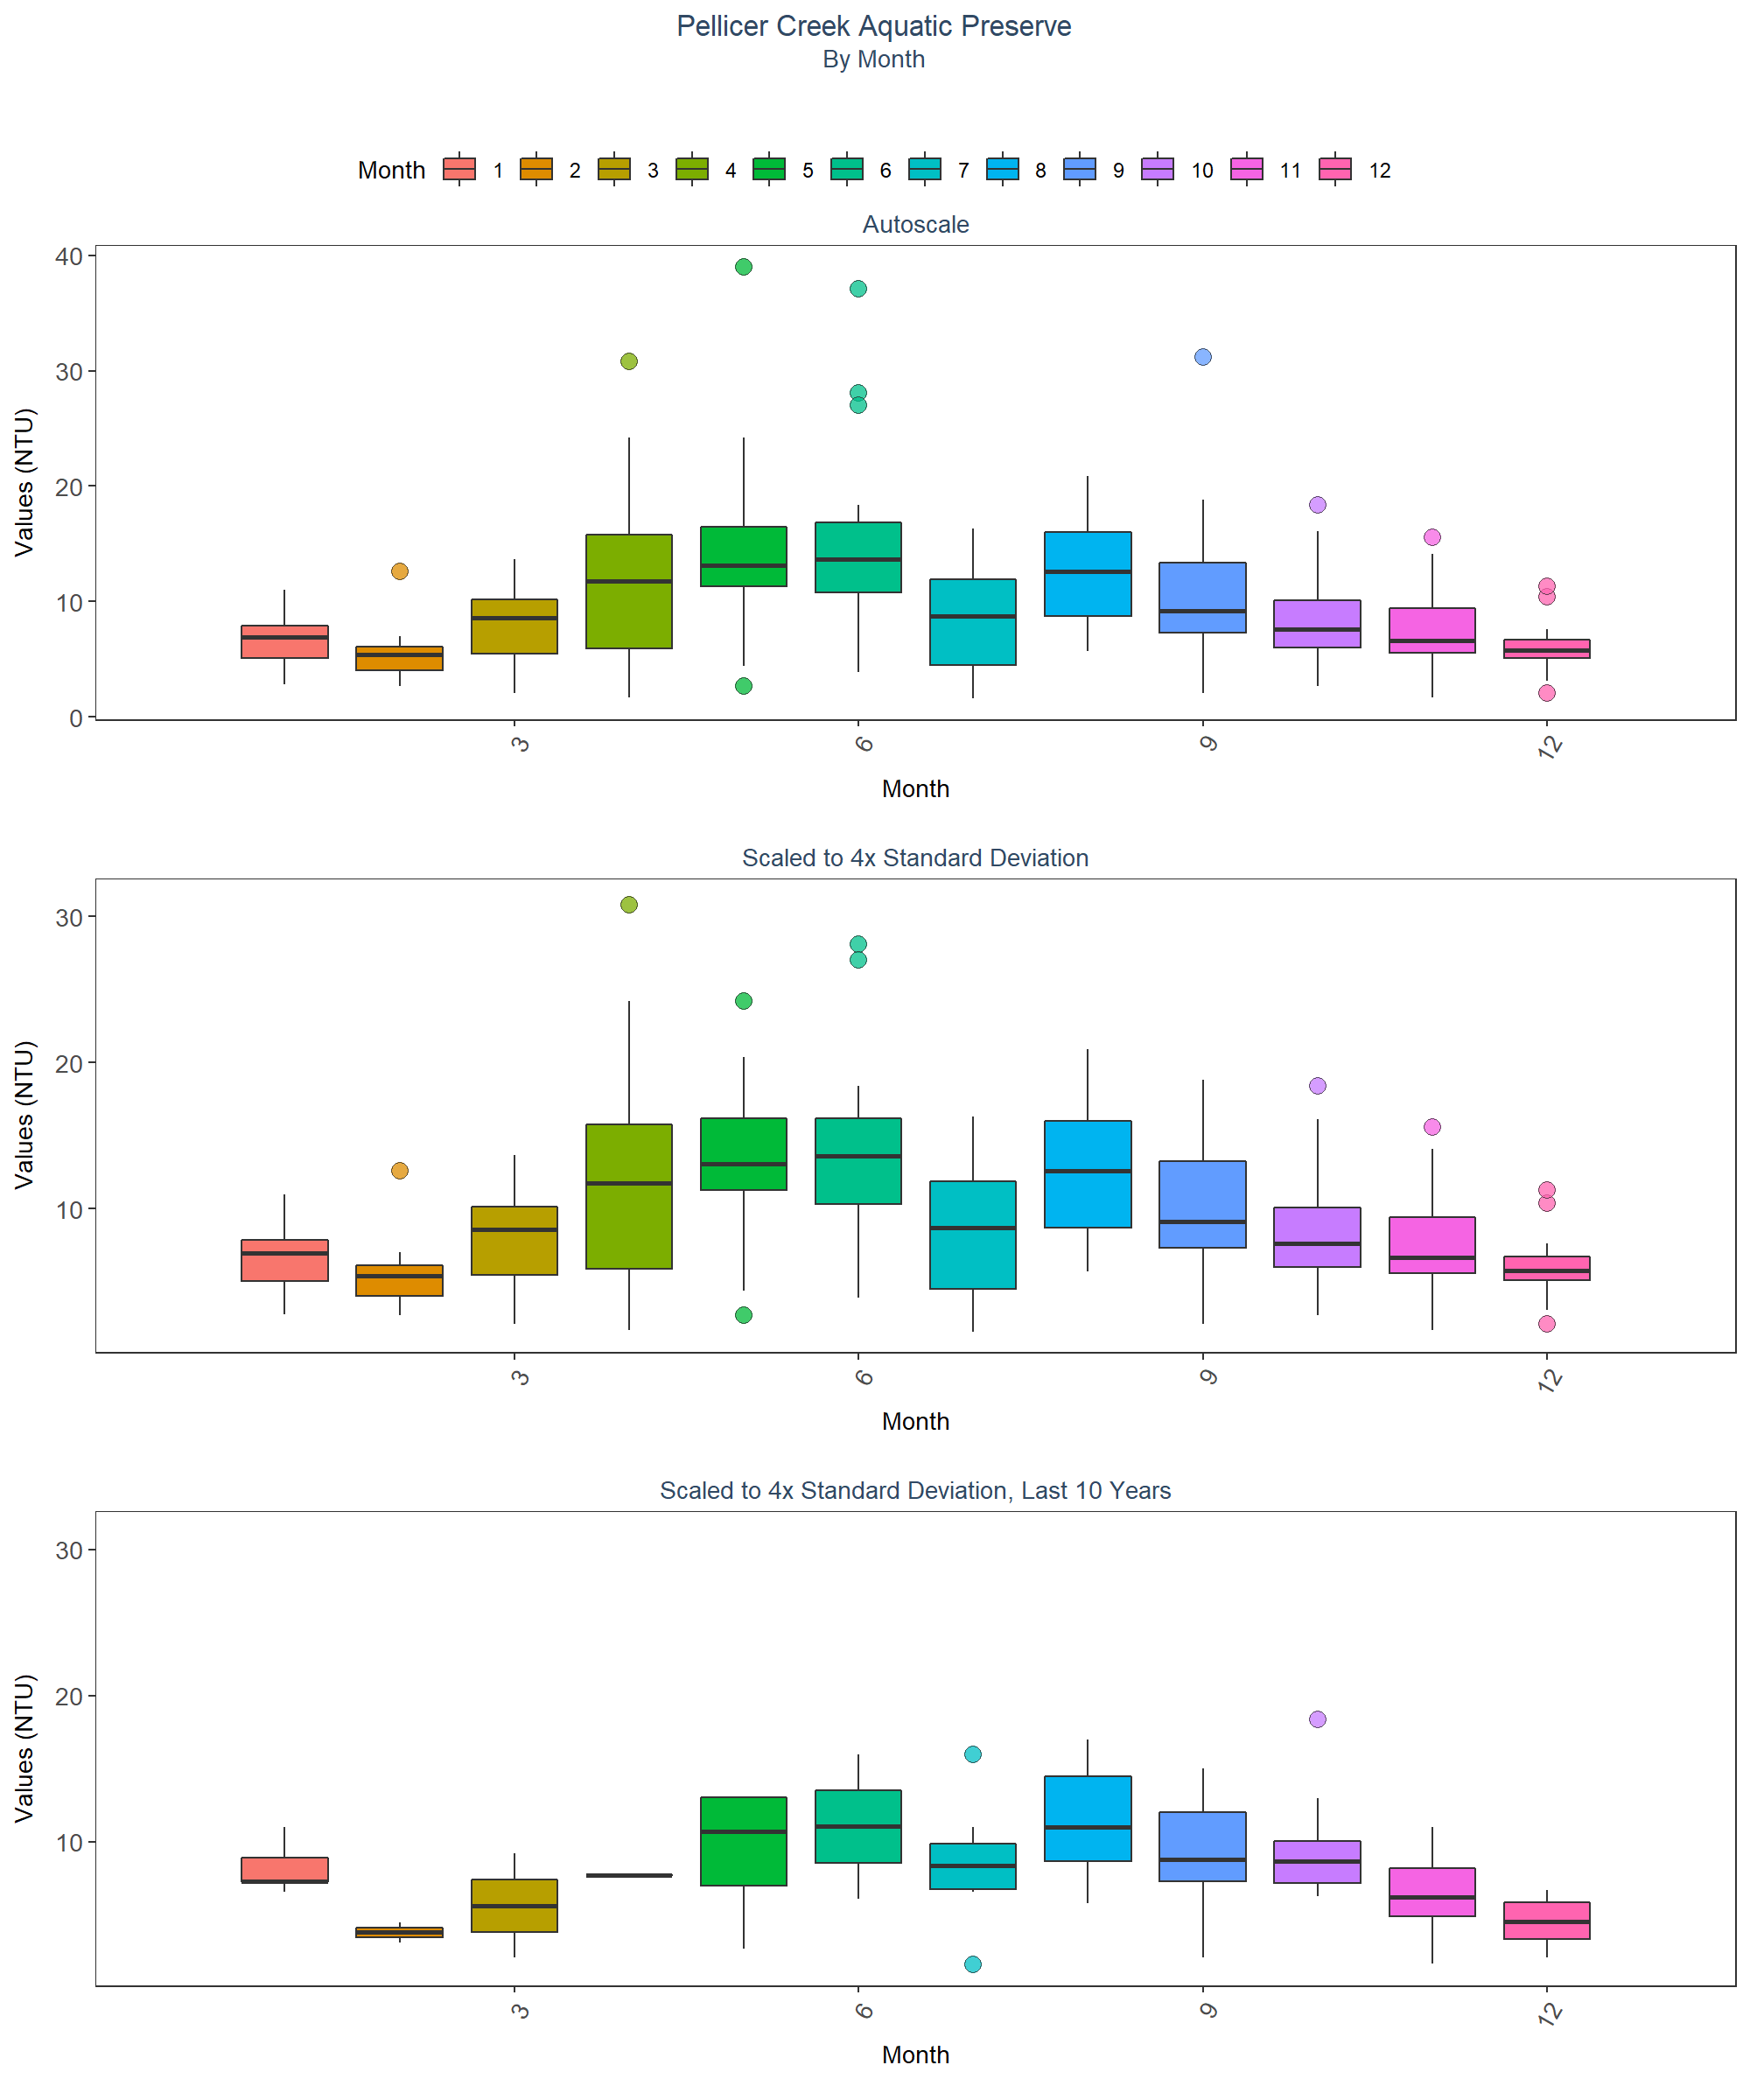 Pellicer Creek Aquatic Preserve
By Month
Month 1 2 3 4 5 6 7 8 9 10 11 12
Autoscale
40
30
20
10
0
Values (NTU)
3 6 9 12
Month
Scaled to 4x Standard Deviation
30
20
10
Values (NTU)
3 6 9 12
Month
Scaled to 4x Standard Deviation, Last 10 Years
30
20
10
Values (NTU)
3 6 9 12
Month